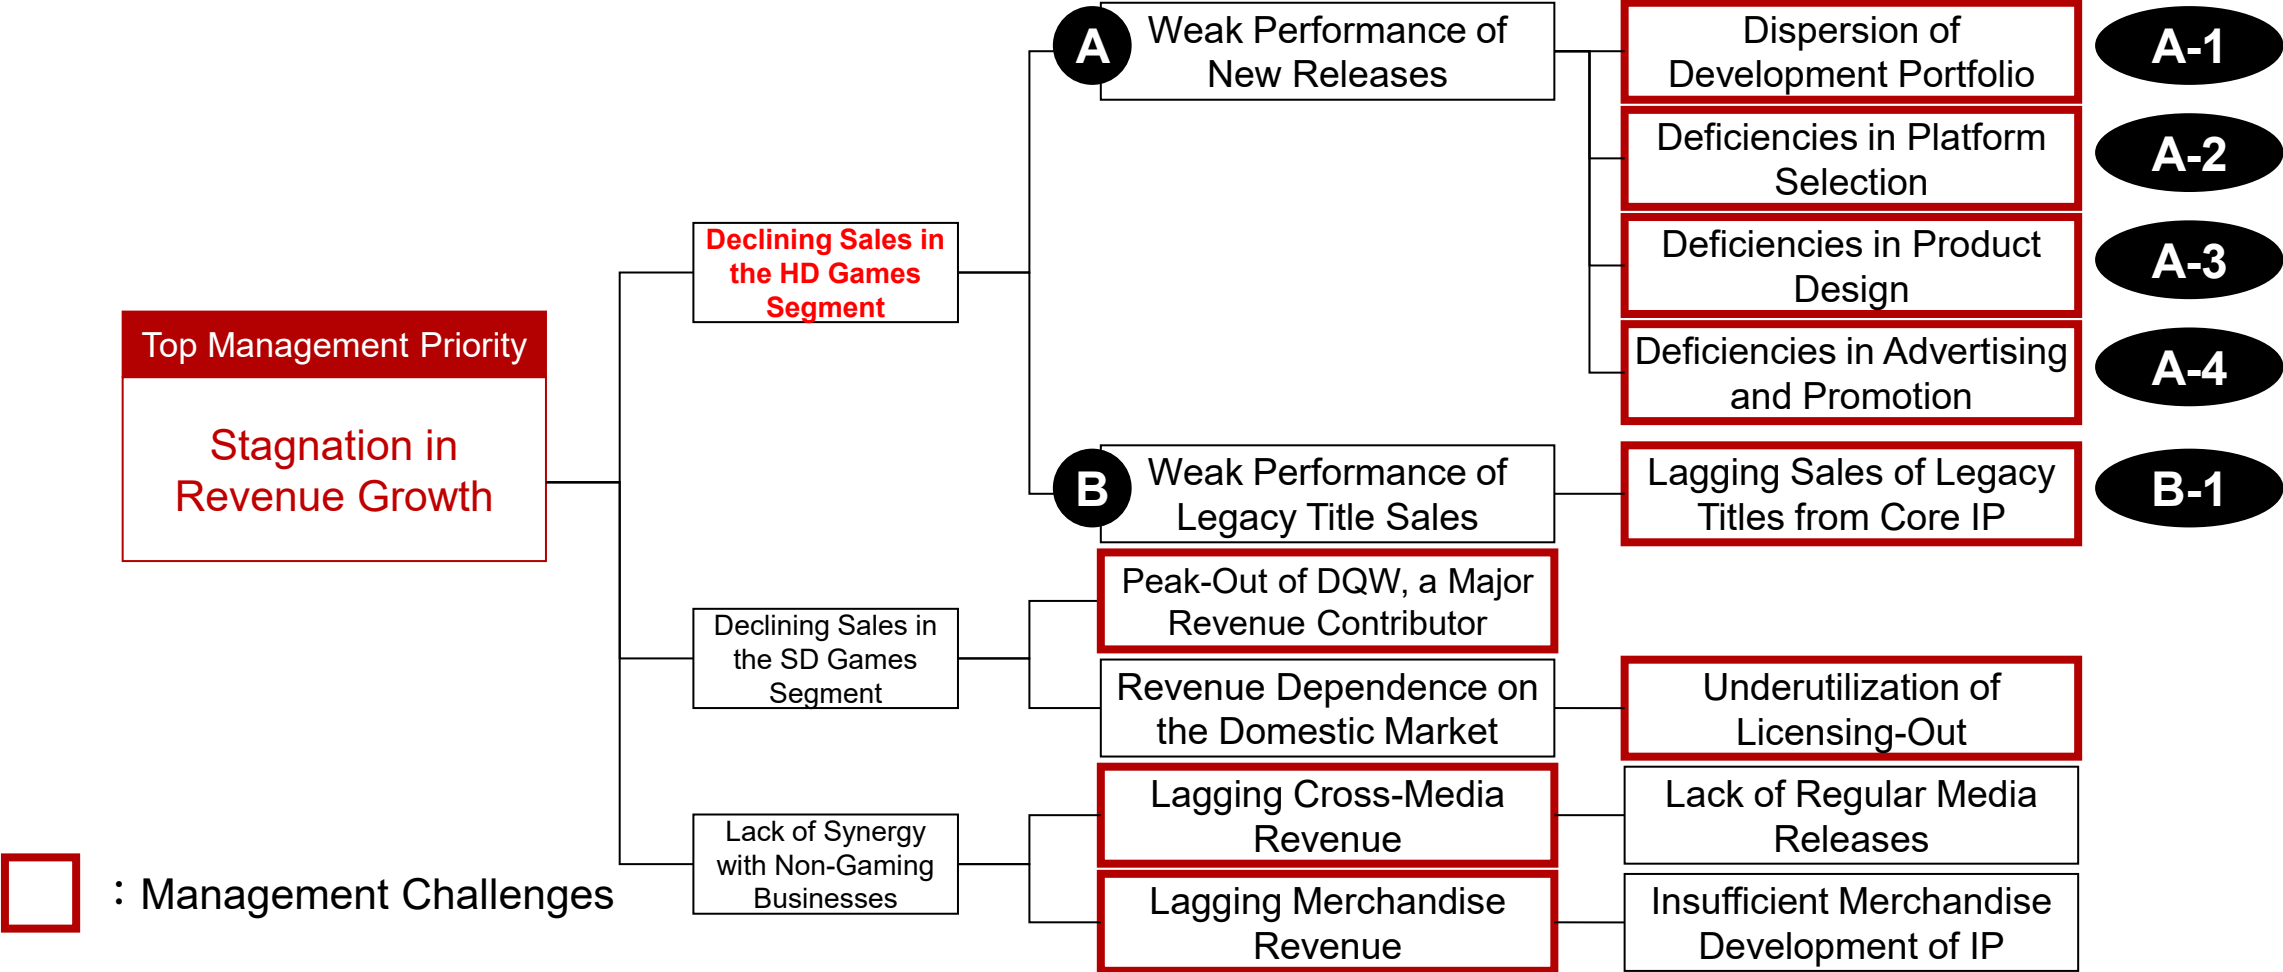 Top Management Priority
Stagnation in
Revenue Growth
Declining Sales in
the HD Games
Segment
A
Weak Performance of
New Releases
Dispersion of
Development Portfolio
A-1
Deficiencies in Platform
Selection
A-2
Deficiencies in Product
Design
A-3
Deficiencies in Advertising
and Promotion
A-4
B
Weak Performance of
Legacy Title Sales
Lagging Sales of Legacy
Titles from Core IP
B-1
Declining Sales in
the SD Games
Segment
Peak-Out of DQW, a Major
Revenue Contributor
Revenue Dependence on
the Domestic Market
Underutilization of
Licensing-Out
Lack of Synergy
with Non-Gaming
Businesses
Lagging Cross-Media
Revenue
Lack of Regular Media
Releases
Lagging Merchandise
Revenue
Insufficient Merchandise
Development of IP
：Management Challenges